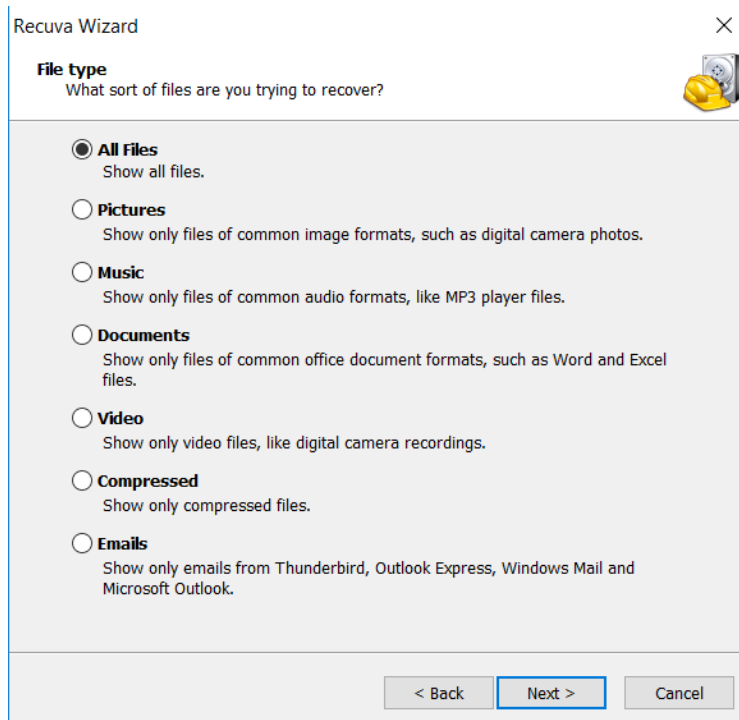 Recuva Wizard
File type
What sort of files are you trying to recover?
All Files
Show all files.
Pictures
Show only files of common image formats, such as digital camera photos.
Music
Show only files of common audio formats, like MP3 player files.
Documents
Show only files of common office document formats, such as Word and Excel
files.
Video
Show only video files, like digital camera recordings.
Compressed
Show only compressed files.
Emails
Show only emails from Thunderbird, Outlook Express, Windows Mail and
Microsoft Outlook.
< Back Next > Cancel